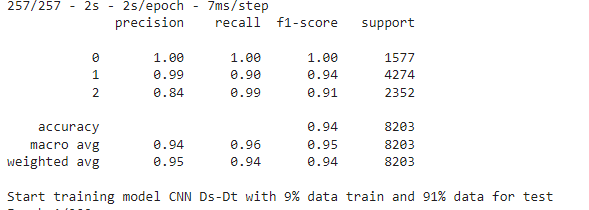 257/257 - 2s - 2s/epoch - 7ms/step
precision recall f1-score support
0 1.00 1.00 1.00 1577
1 0.99 0.90 0.94 4274
2 0.84 0.99 0.91 2352
accuracy 0.94 8203
macro avg 0.94 0.96 0.95 8203
weighted avg 0.95 0.94 0.94 8203
Start training model CNN Ds-Dt with 9% data train and 91% data for test